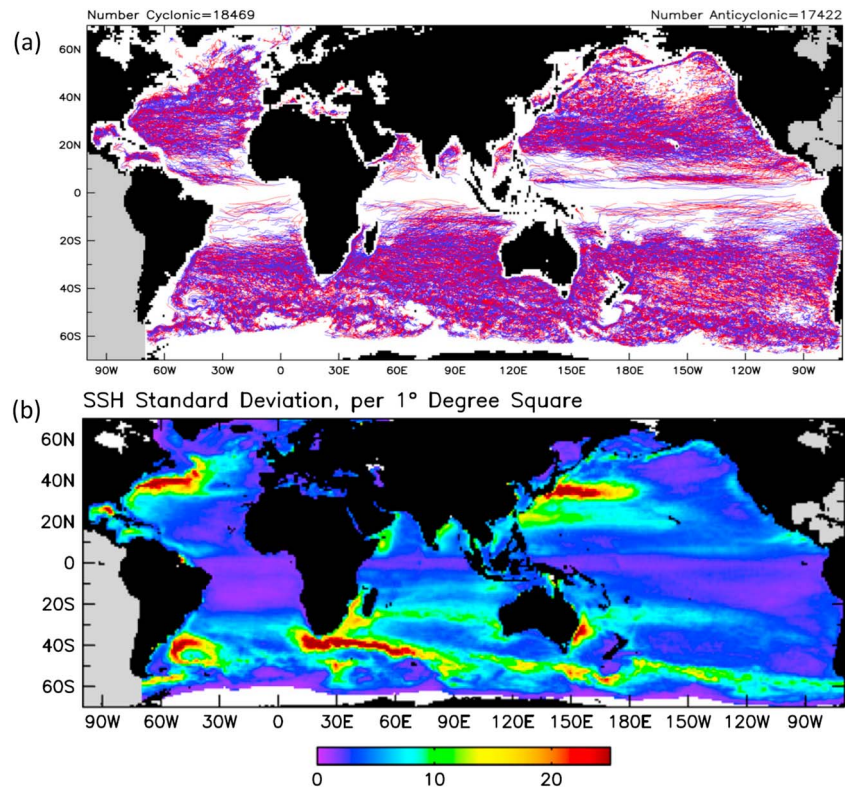 Number Cyclonic=18469 Number Anticyclonic=17422
(a)
60N
40N
20N
0
20S
40S
60S
90W 60W 30W 0 30E 60E 90E 120E 150E 180E 150W 120W 90W
(b) SSH Standard Deviation, per 1° Degree Square
60N
40N
20N
0
20S
40S
60S
90W 60W 30W 0 30E 60E 90E 120E 150E 180E 150W 120W 90W
0 10 20